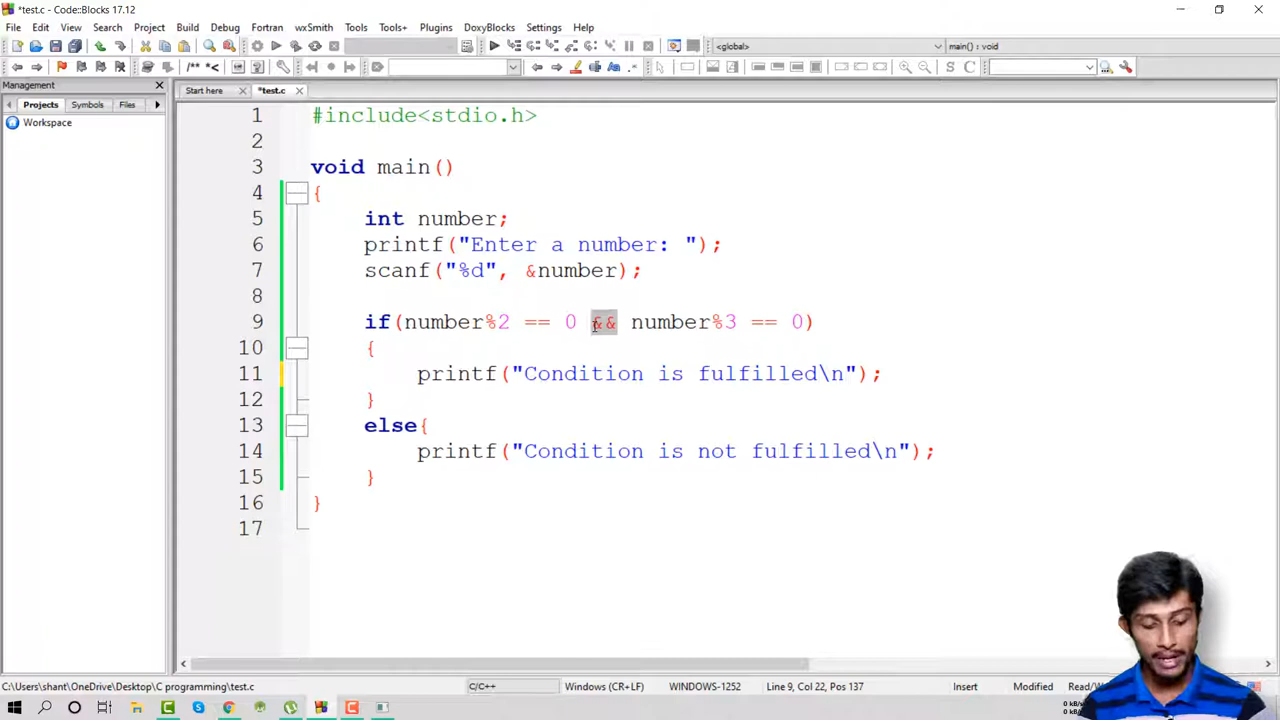 *test.c - Code::Blocks 17.12
File Edit View Search Project Build Debug Fortran wxSmith Tools Tools+ Plugins DoxyBlocks Settings Help
<global> main() : void
/** *<
.*
S C
Management
Start here *test.c
Projects Symbols Files
Workspace
1 #include<stdio.h>
2
3 void main()
4 {
5 int number;
6 printf("Enter a number: ");
7 scanf("%d", &number);
8
9 if(number%2 == 0 && number%3 == 0)
10 {
11 printf("Condition is fulfilled\n");
12 }
13 else{
14 printf("Condition is not fulfilled\n");
15 }
16 }
17
C:\Users\shant\OneDrive\Desktop\C programming\test.c C/C++ Windows (CR+LF) WINDOWS-1252 Line 9, Col 22, Pos 137 Insert Modified Read/W
0 kB/s
0 kB/s